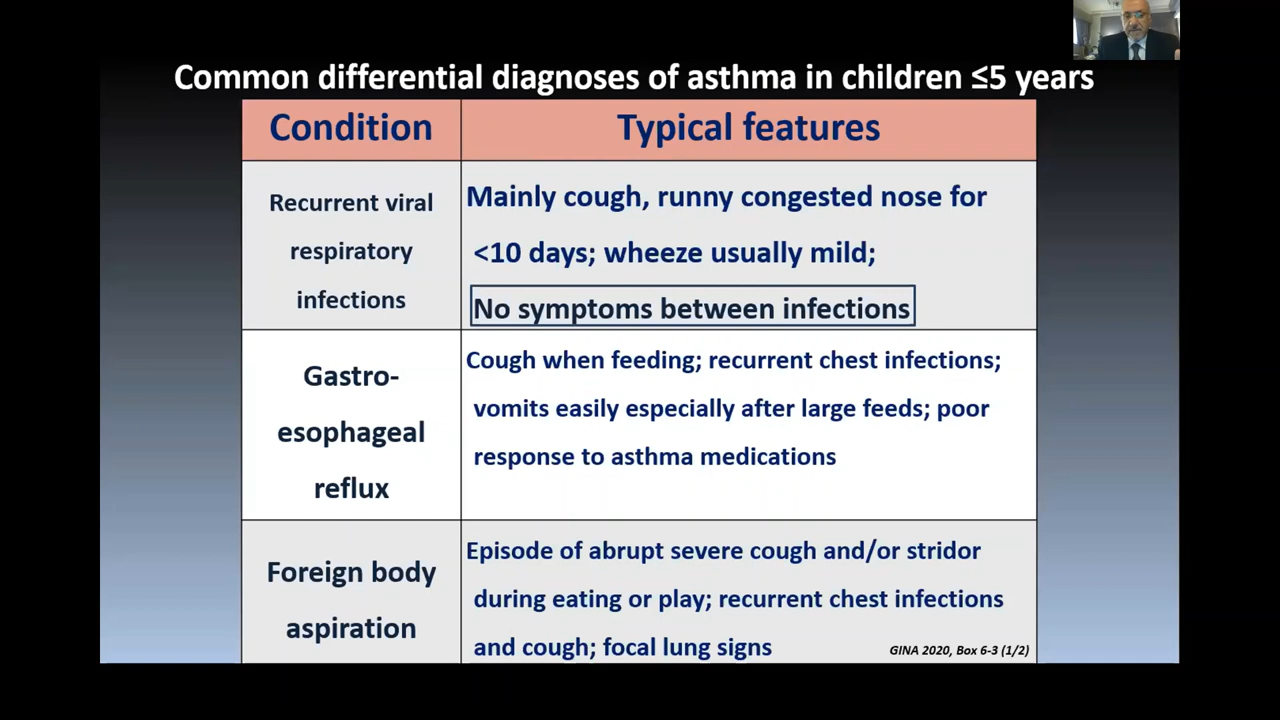 Common differential diagnoses of asthma in children ≤5 years
Condition
Typical features
Recurrent viral
respiratory
infections
Mainly cough, runny congested nose for
<10 days; wheeze usually mild;
No symptoms between infections
Gastro-
esophageal
reflux
Cough when feeding; recurrent chest infections;
vomits easily especially after large feeds; poor
response to asthma medications
Foreign body
aspiration
Episode of abrupt severe cough and/or stridor
during eating or play; recurrent chest infections
and cough; focal lung signs
GINA 2020, Box 6-3 (1/2)